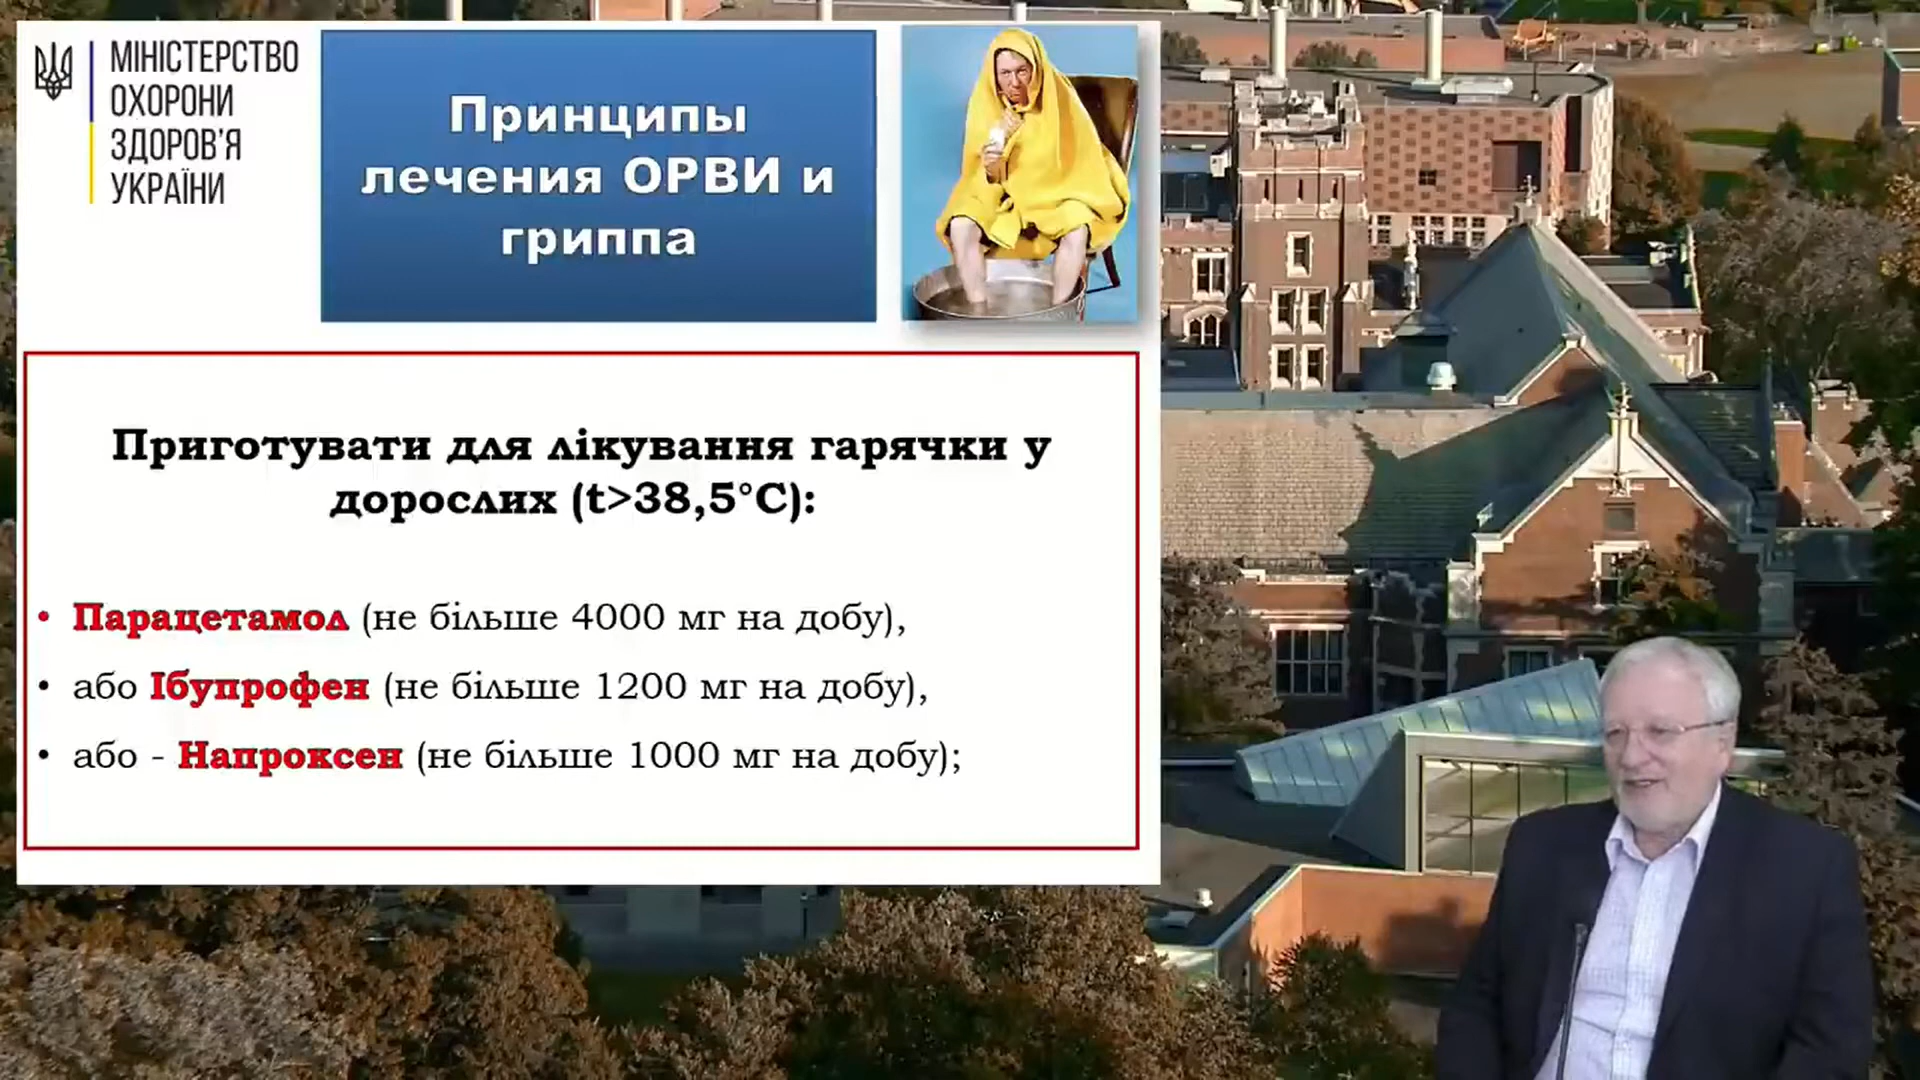 МІНІСТЕРСТВО
ОХОРОНИ
ЗДОРОВ'Я
УКРАЇНИ
Принципы
лечения ОРВИ и
гриппа
Приготувати для лікування гарячки у
дорослих (t>38,5°C):
• Парацетамол (не більше 4000 мг на добу),
• або Ібупрофен (не більше 1200 мг на добу),
• або - Напроксен (не більше 1000 мг на добу);